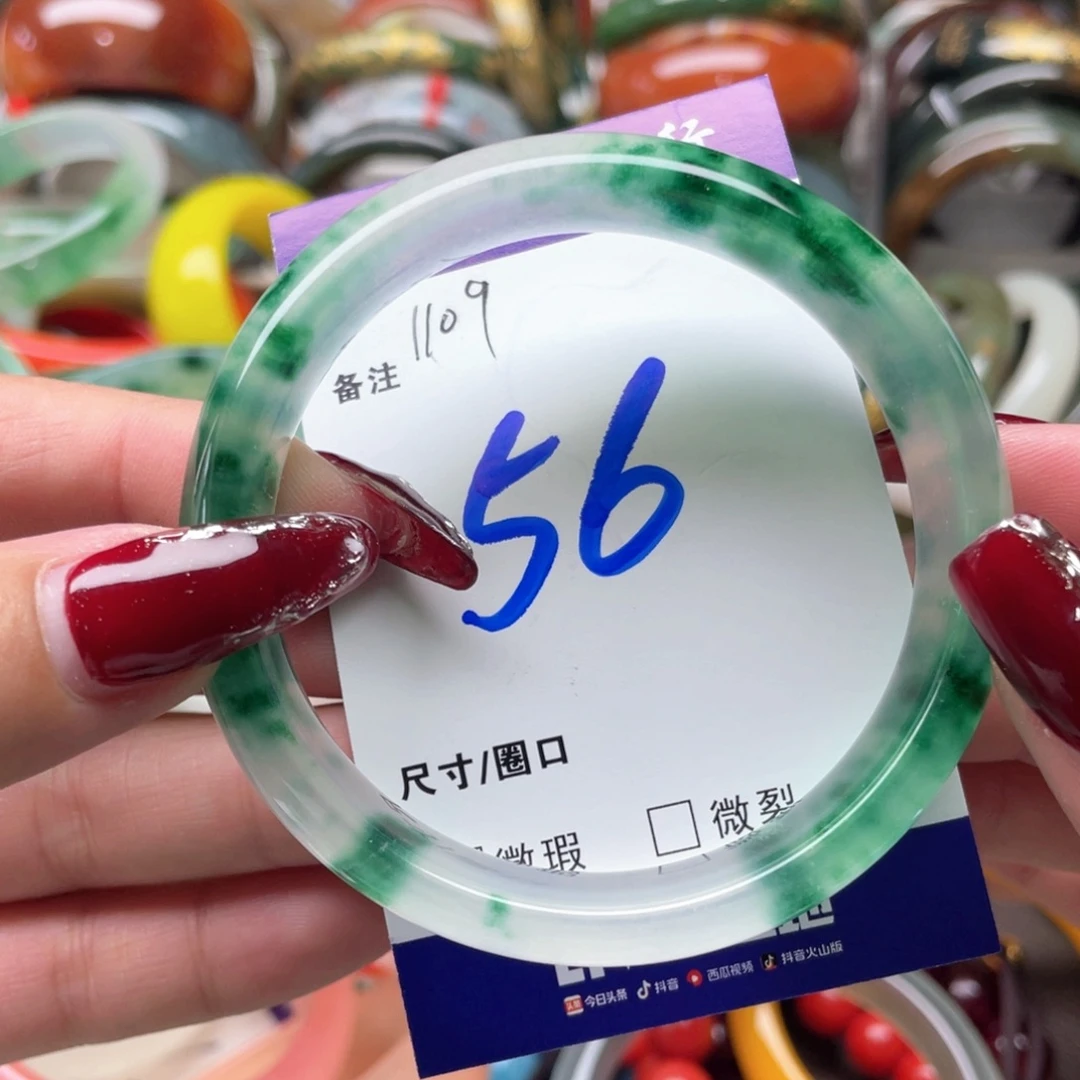 1109
备注
56
尺寸/圈口
微瑕 □ 微裂
今日头条 抖音 西瓜视频 抖音火山版